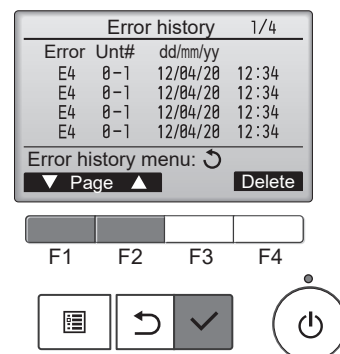 Error history 1/4
Error Unt# dd/mm/yy
E4 0-1 12/04/20 12:34
E4 0-1 12/04/20 12:34
E4 0-1 12/04/20 12:34
E4 0-1 12/04/20 12:34
Error history menu:
▼ Page ▲ Delete
F1 F2 F3 F4